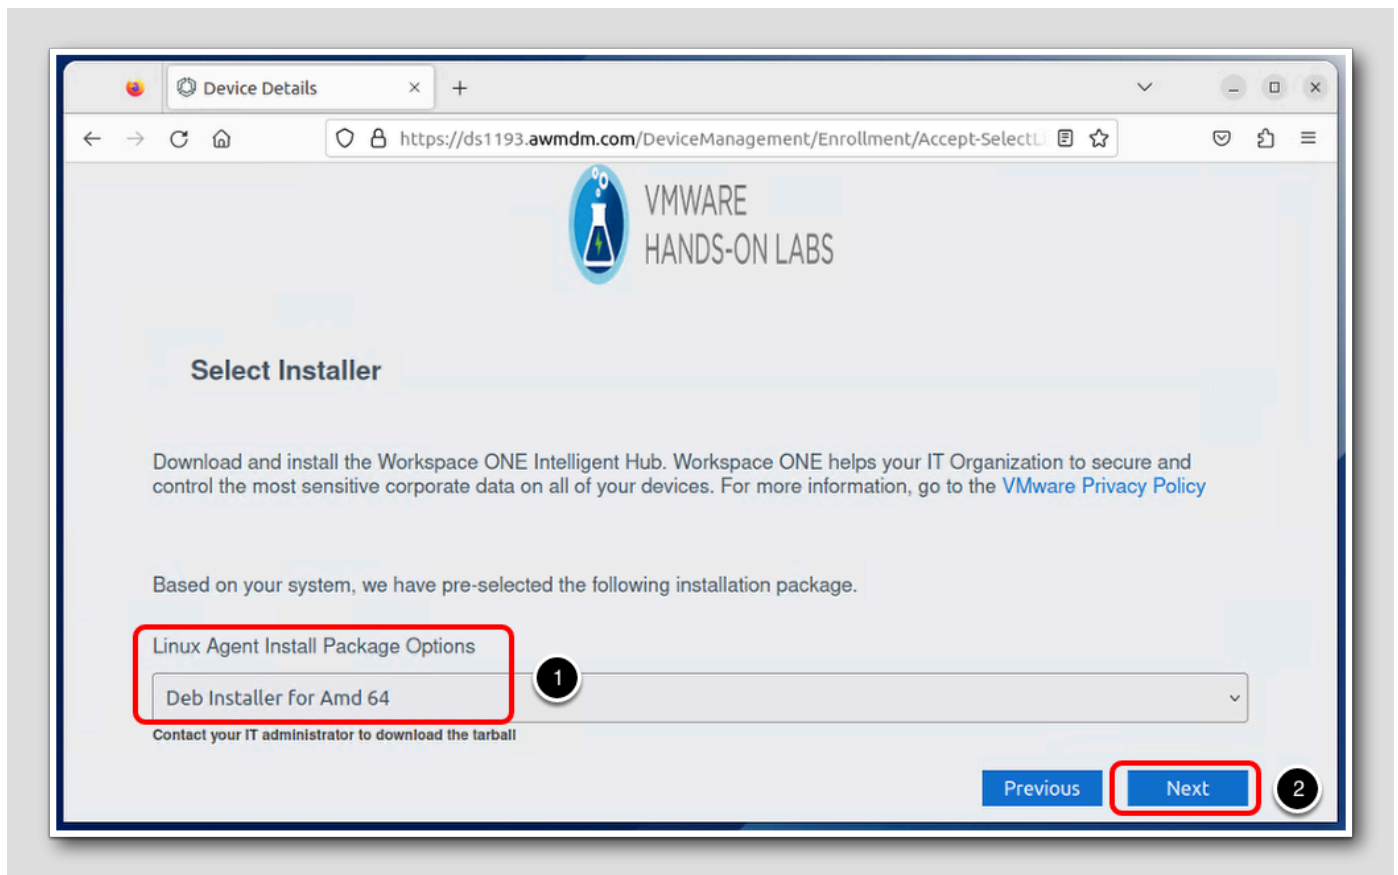 Device Details
https://ds1193.awmdm.com/DeviceManagement/Enrollment/Accept-SelectL
VMWARE
HANDS-ON LABS
Select Installer
Download and install the Workspace ONE Intelligent Hub. Workspace ONE helps your IT Organization to secure and
control the most sensitive corporate data on all of your devices. For more information, go to the VMware Privacy Policy
Based on your system, we have pre-selected the following installation package.
Linux Agent Install Package Options
1
Deb Installer for Amd 64
Contact your IT administrator to download the tarball
Previous Next 2